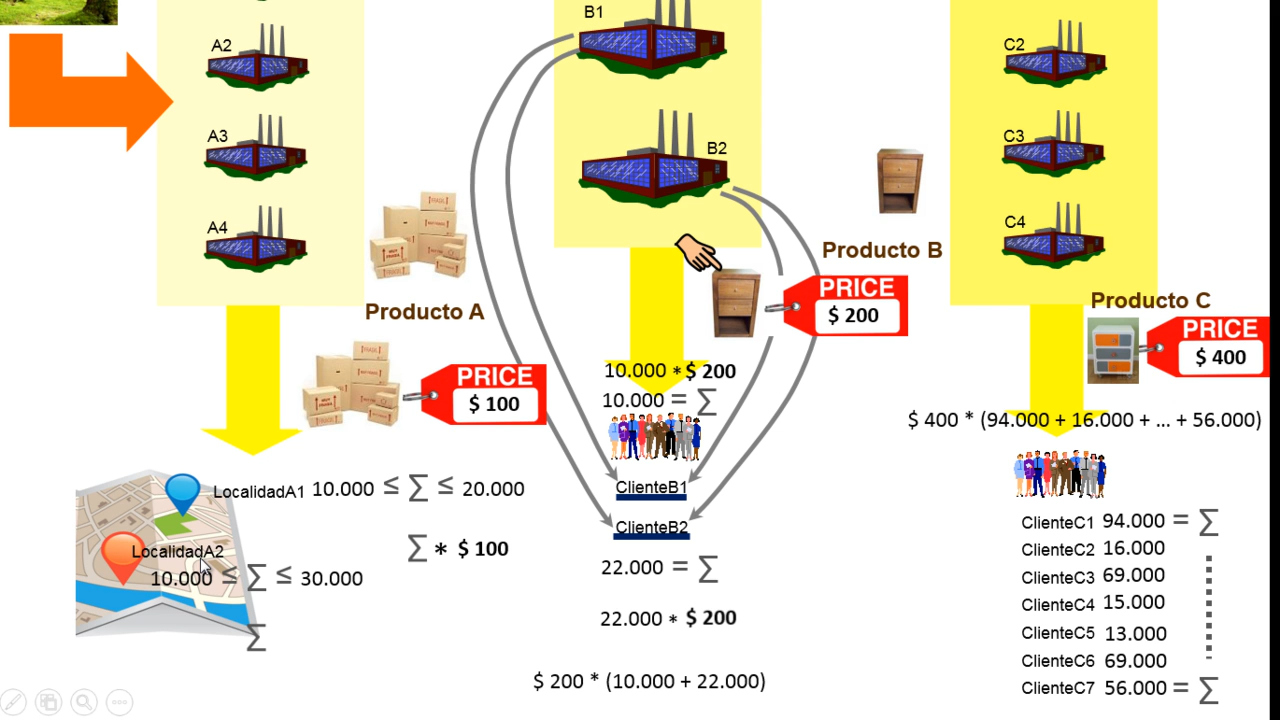 A2
A3
A4
Producto A
PRICE
$ 100
LocalidadA1 10.000 ≤ ∑ ≤ 20.000
∑ * $ 100
LocalidadA2
10.000 ≤ ∑ ≤ 30.000
∑
B1
B2
Producto B
PRICE
$ 200
10.000 * $ 200
10.000 = ∑
ClienteB1
ClienteB2
22.000 = ∑
22.000 * $ 200
$ 200 * (10.000 + 22.000)
C2
C3
C4
Producto C
PRICE
$ 400
$ 400 * (94.000 + 16.000 + ... + 56.000)
ClienteC1 94.000 = ∑
ClienteC2 16.000
ClienteC3 69.000
ClienteC4 15.000
ClienteC5 13.000
ClienteC6 69.000
ClienteC7 56.000 = ∑